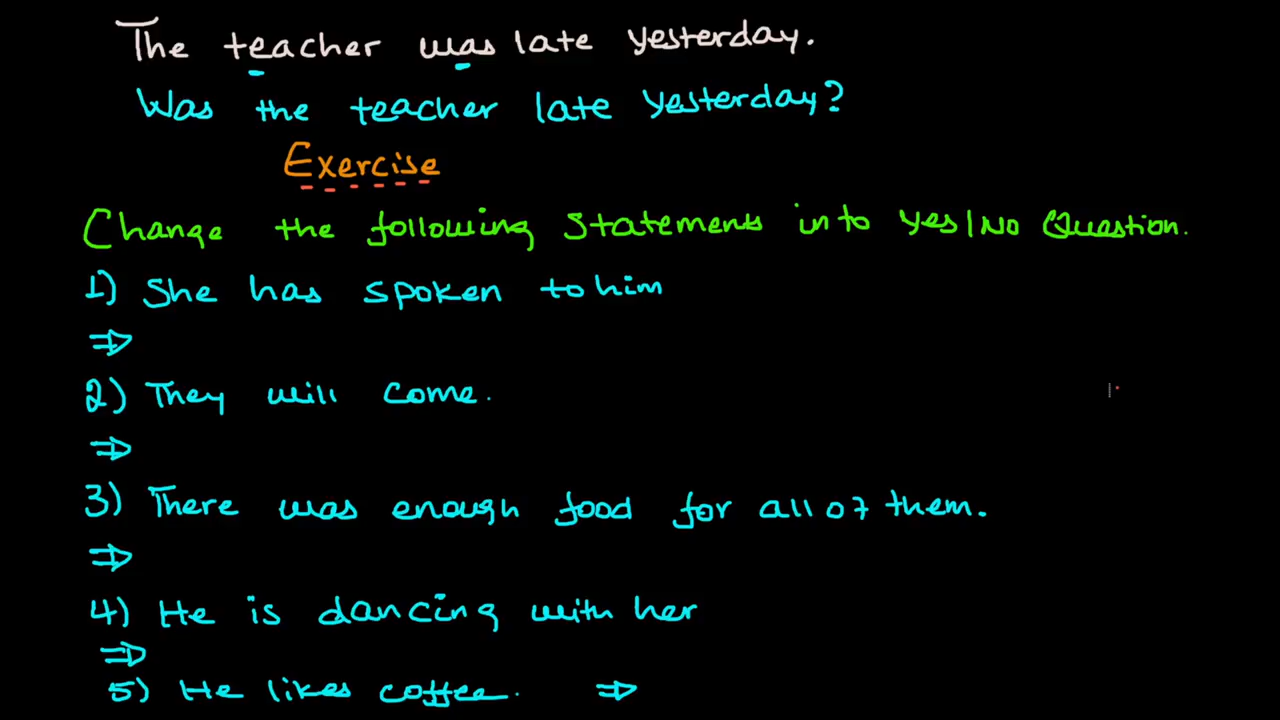 The teacher was late yesterday.
Was the teacher late yesterday?
Exercise
Change the following statements into yes/No Question.
1) She has spoken to him
⇒
2) They will come.
⇒
3) There was enough food for all of them.
⇒
4) He is dancing with her
⇒
5) He likes coffee. ⇒